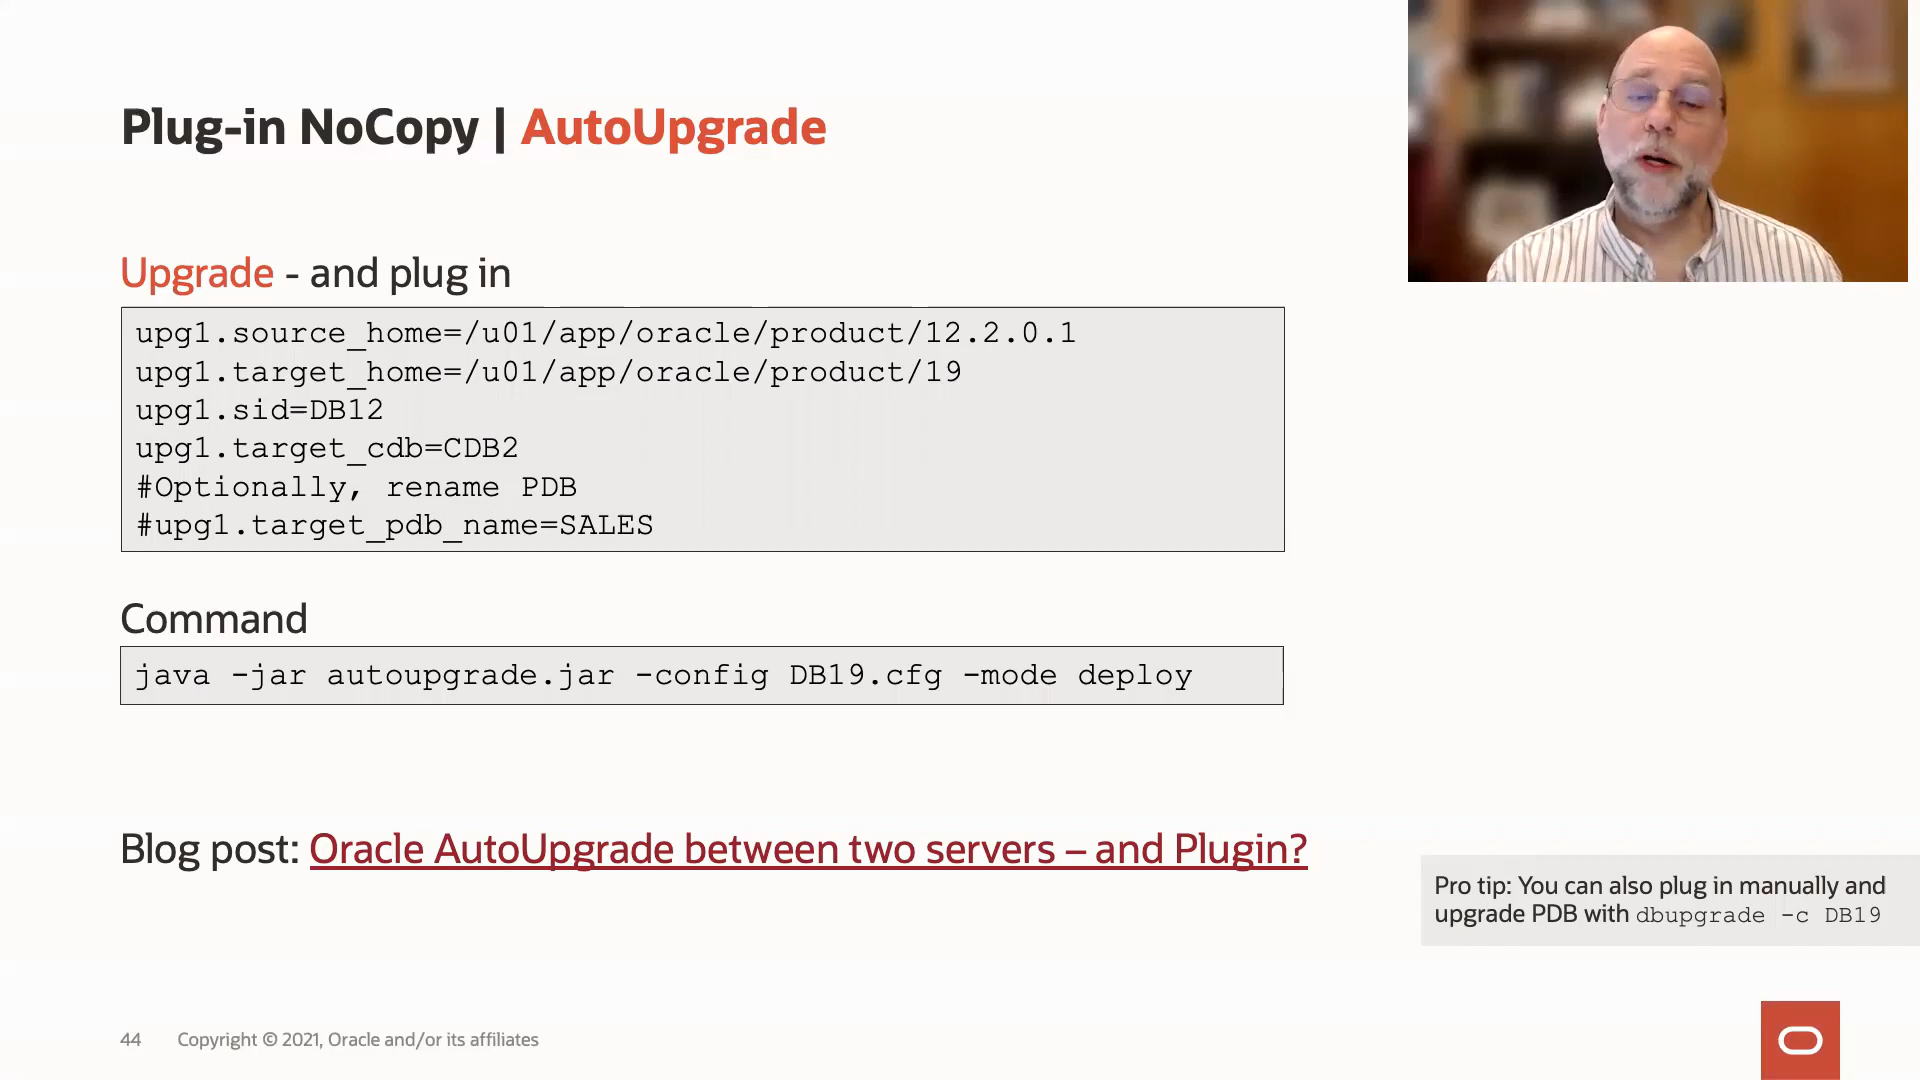 Plug-in NoCopy | AutoUpgrade
Upgrade - and plug in
upg1.source_home=/u01/app/oracle/product/12.2.0.1
upg1.target_home=/u01/app/oracle/product/19
upg1.sid=DB12
upg1.target_cdb=CDB2
#Optionally, rename PDB
#upg1.target_pdb_name=SALES
Command
java -jar autoupgrade.jar -config DB19.cfg -mode deploy
Blog post: Oracle AutoUpgrade between two servers – and Plugin?
Pro tip: You can also plug in manually and
upgrade PDB with dbupgrade -c DB19
44 Copyright © 2021, Oracle and/or its affiliates